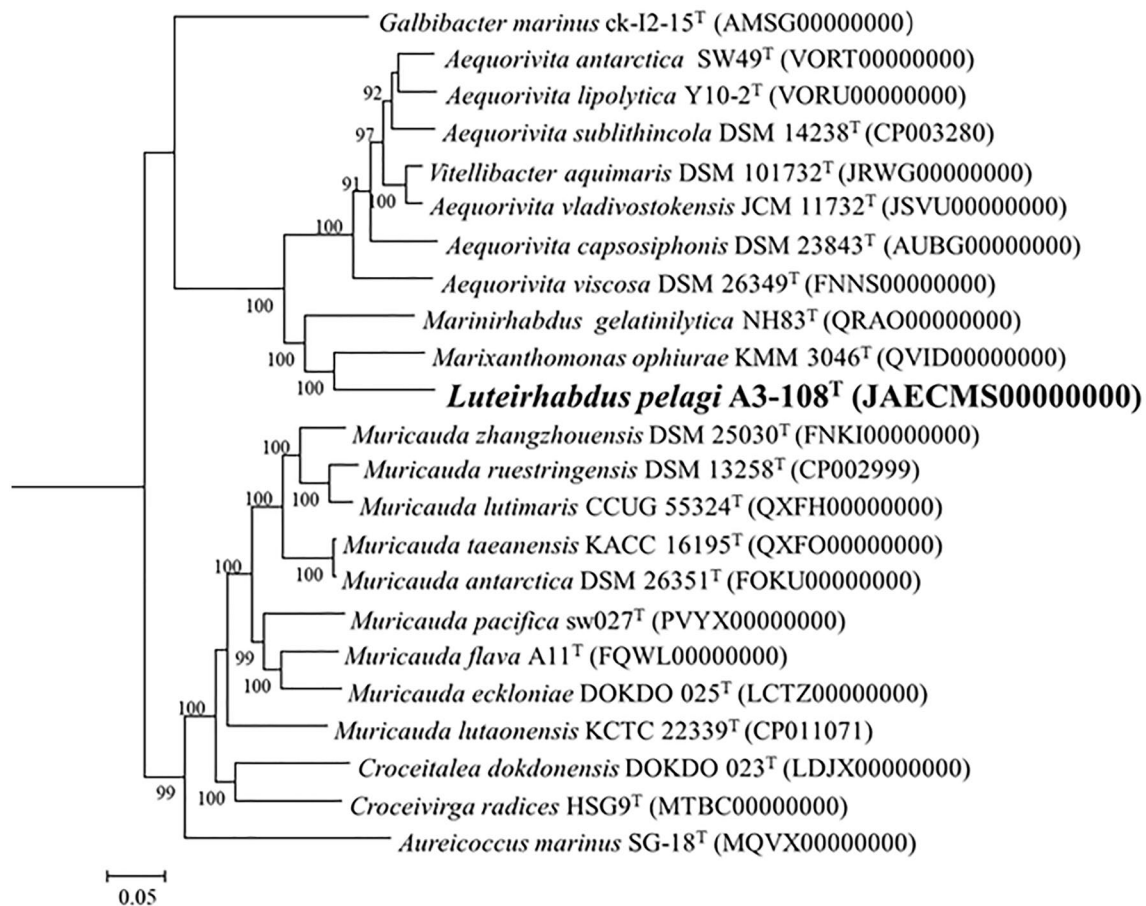 Galbibacter marinus ck-I2-15ᵀ (AMSG00000000)
Aequorivita antarctica SW49ᵀ (VORT00000000)
92
Aequorivita lipolytica Y10-2ᵀ (VORU00000000)
97
Aequorivita sublithincola DSM 14238ᵀ (CP003280)
Vitellibacter aquimaris DSM 101732ᵀ (JRWG00000000)
91
100
Aequorivita vladivostokensis JCM 11732ᵀ (JSVU00000000)
100
Aequorivita capsosiphonis DSM 23843ᵀ (AUBG00000000)
Aequorivita viscosa DSM 26349ᵀ (FNNS00000000)
100
Marinirhabdus gelatinilytica NH83ᵀ (QRAO00000000)
100
Marixanthomonas ophiurae KMM 3046ᵀ (QVID00000000)
100
Luteirhabdus pelagi A3-108ᵀ (JAECMS00000000)
Muricauda zhangzhouensis DSM 25030ᵀ (FNKI00000000)
100
Muricauda ruestringensis DSM 13258ᵀ (CP002999)
100
100
Muricauda lutimaris CCUG 55324ᵀ (QXFH00000000)
Muricauda taeanensis KACC 16195ᵀ (QXFO00000000)
100
100
Muricauda antarctica DSM 26351ᵀ (FOKU00000000)
Muricauda pacifica sw027ᵀ (PVYX00000000)
99
Muricauda flava A11ᵀ (FQWL00000000)
100
Muricauda eckloniae DOKDO 025ᵀ (LCTZ00000000)
100
Muricauda lutaonensis KCTC 22339ᵀ (CP011071)
Croceitalea dokdonensis DOKDO 023ᵀ (LDJX00000000)
99
100
Croceivirga radices HSG9ᵀ (MTBC00000000)
Aureicoccus marinus SG-18ᵀ (MQVX00000000)
0.05